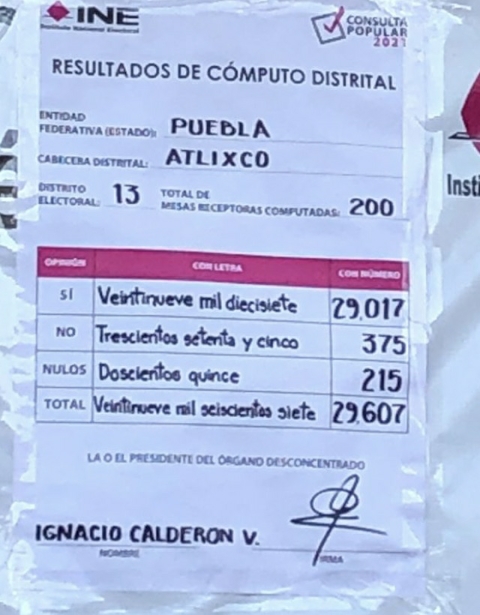 INE
Instituto Nacional Electoral
CONSULTA
POPULAR
2021
RESULTADOS DE CÓMPUTO DISTRITAL
ENTIDAD
FEDERATIVA (ESTADO): PUEBLA
CABECERA DISTRITAL: ATLIXCO
DISTRITO
ELECTORAL: 13 TOTAL DE
MESAS RECEPTORAS COMPUTADAS: 200
OPINIÓN CON LETRA CON NÚMERO
SÍ Veintinueve mil diecisiete 29,017
NO Trescientos setenta y cinco 375
NULOS Doscientos quince 215
TOTAL Veintinueve mil seiscientos siete 29,607
LA O EL PRESIDENTE DEL ÓRGANO DESCONCENTRADO
IGNACIO CALDERON V.
NOMBRE FIRMA
Insti